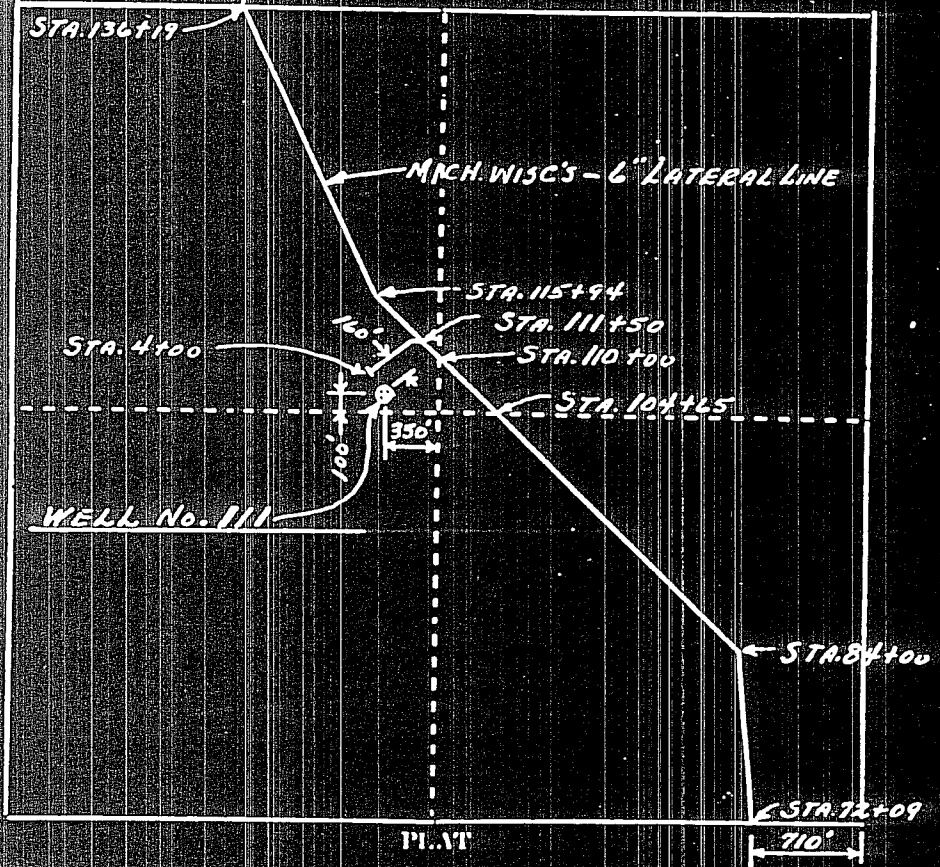 STA. 136+19
MICH. WISC'S - 6" LATERAL LINE
STA. 115+94
STA. 111+50
160'
STA. 4+00
STA. 110+00
STA. 104+65
350'
100'
WELL No. 111
STA. 84+00
STA. 72+09
PLAT
710'